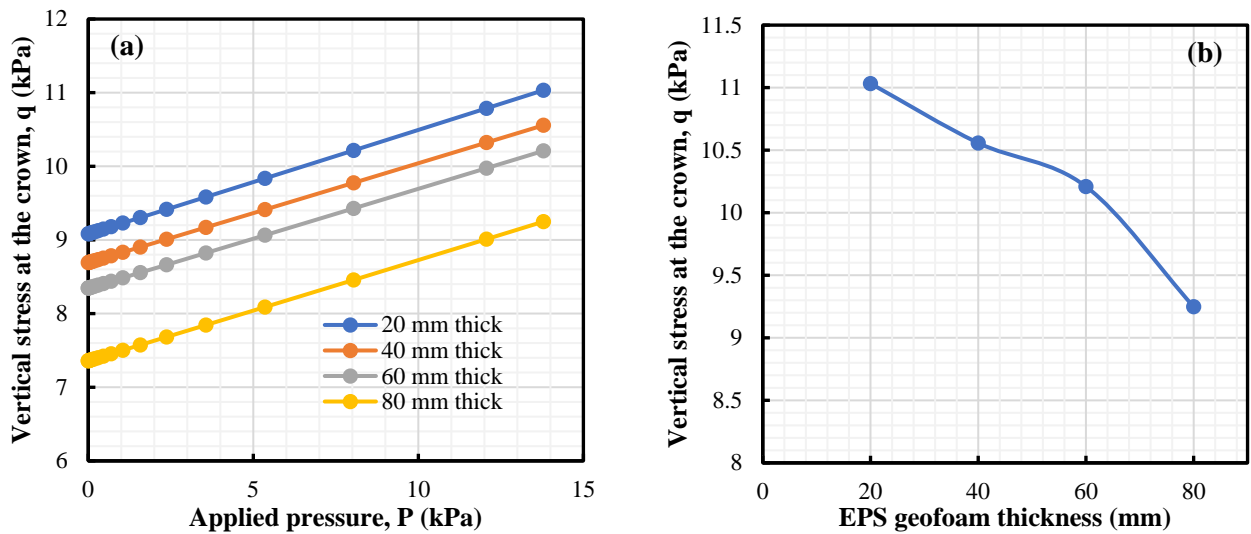 (a)
Vertical stress at the crown, q (kPa)
12
11
10
9
8
7
6
20 mm thick
40 mm thick
60 mm thick
80 mm thick
0
5
10
15
Applied pressure, P (kPa)
(b)
Vertical stress at the crown, q (kPa)
11.5
11
10.5
10
9.5
9
8.5
8
0
20
40
60
80
EPS geofoam thickness (mm)